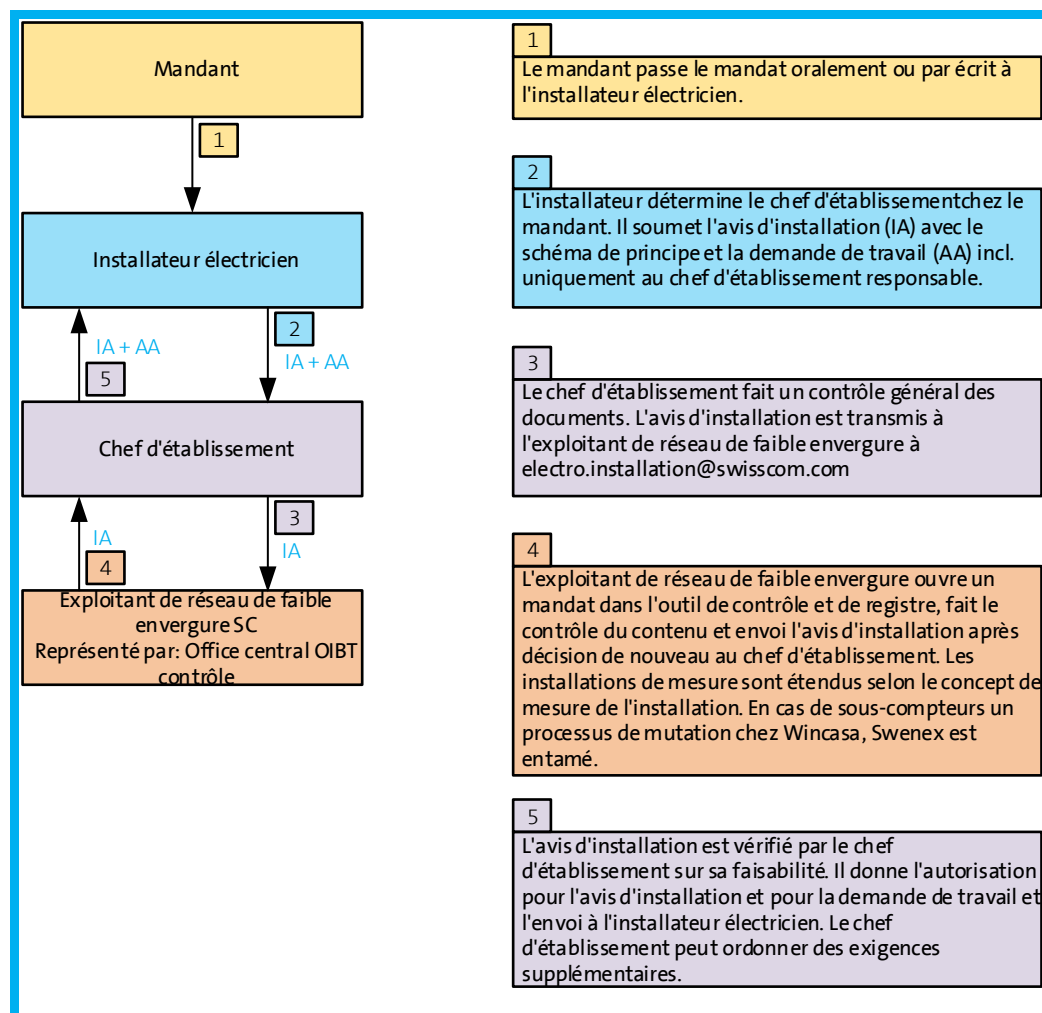 Mandant
1
Installateur électricien
IA + AA
5
2
IA + AA
Chef d'établissement
IA
4
3
IA
Exploitant de réseau de faible
envergure SC
Représenté par: Office central OIBT
contrôle
1
Le mandant passe le mandat oralement ou par écrit à
l'installateur électricien.
2
L'installateur détermine le chef d'établissementchez le
mandant. Il soumet l'avis d'installation (IA) avec le
schéma de principe et la demande de travail (AA) incl.
uniquement au chef d'établissement responsable.
3
Le chef d'établissement fait un contrôle général des
documents. L'avis d'installation est transmis à
l'exploitant de réseau de faible envergure à
electro.installation@swisscom.com
4
L'exploitant de réseau de faible envergure ouvre un
mandat dans l'outil de contrôle et de registre, fait le
contrôle du contenu et envoi l'avis d'installation après
décision de nouveau au chef d'établissement. Les
installations de mesure sont étendus selon le concept de
mesure de l'installation. En cas de sous-compteurs un
processus de mutation chez Wincasa, Swenex est
entamé.
5
L'avis d'installation est vérifié par le chef
d'établissement sur sa faisabilité. Il donne l'autorisation
pour l'avis d'installation et pour la demande de travail et
l'envoi à l'installateur électricien. Le chef
d'établissement peut ordonner des exigences
supplémentaires.